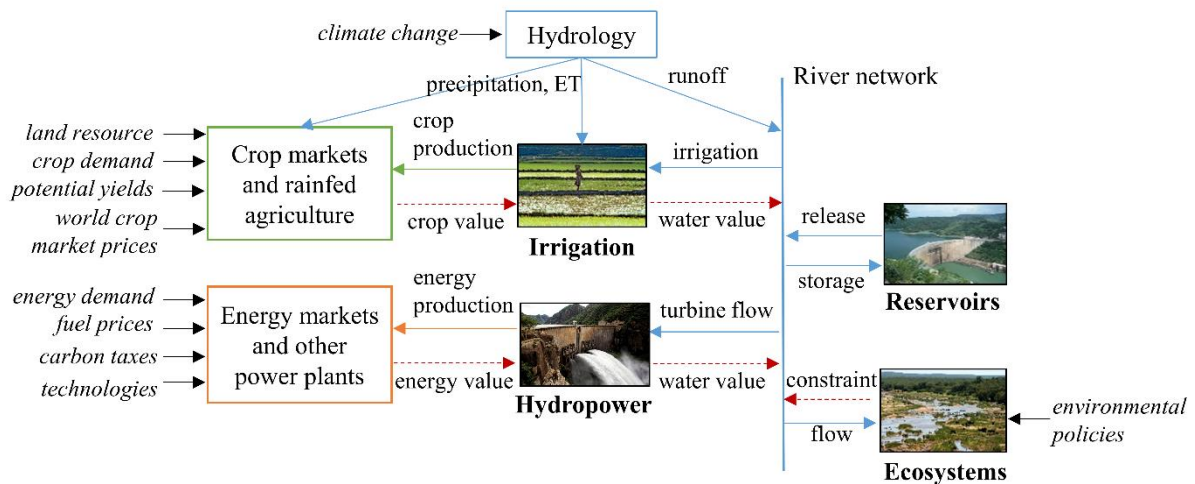 climate change
Hydrology
precipitation, ET
runoff
River network
land resource
crop demand
potential yields
world crop
market prices
Crop markets
and rainfed
agriculture
crop
production
crop value
Irrigation
irrigation
water value
release
storage
Reservoirs
energy demand
fuel prices
carbon taxes
technologies
Energy markets
and other
power plants
energy
production
energy value
Hydropower
turbine flow
water value
constraint
flow
Ecosystems
environmental
policies